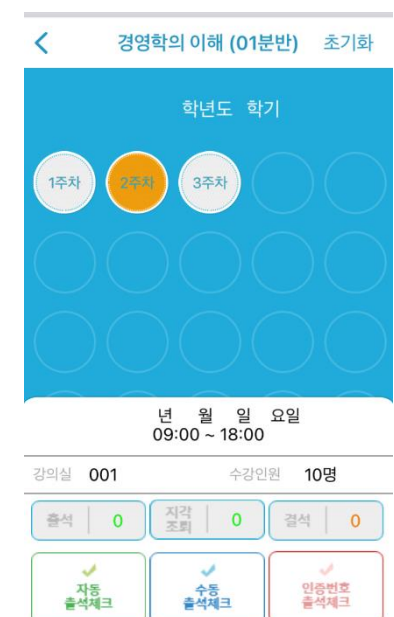 경영학의 이해 (01분반) 초기화
학년도 학기
1주차 2주차 3주차
년 월 일 요일
09:00 ~ 18:00
강의실 001 수강인원 10명
출석 0 지각 조퇴 0 결석 0
자동 수동 인증번호
출석체크 출석체크 출석체크